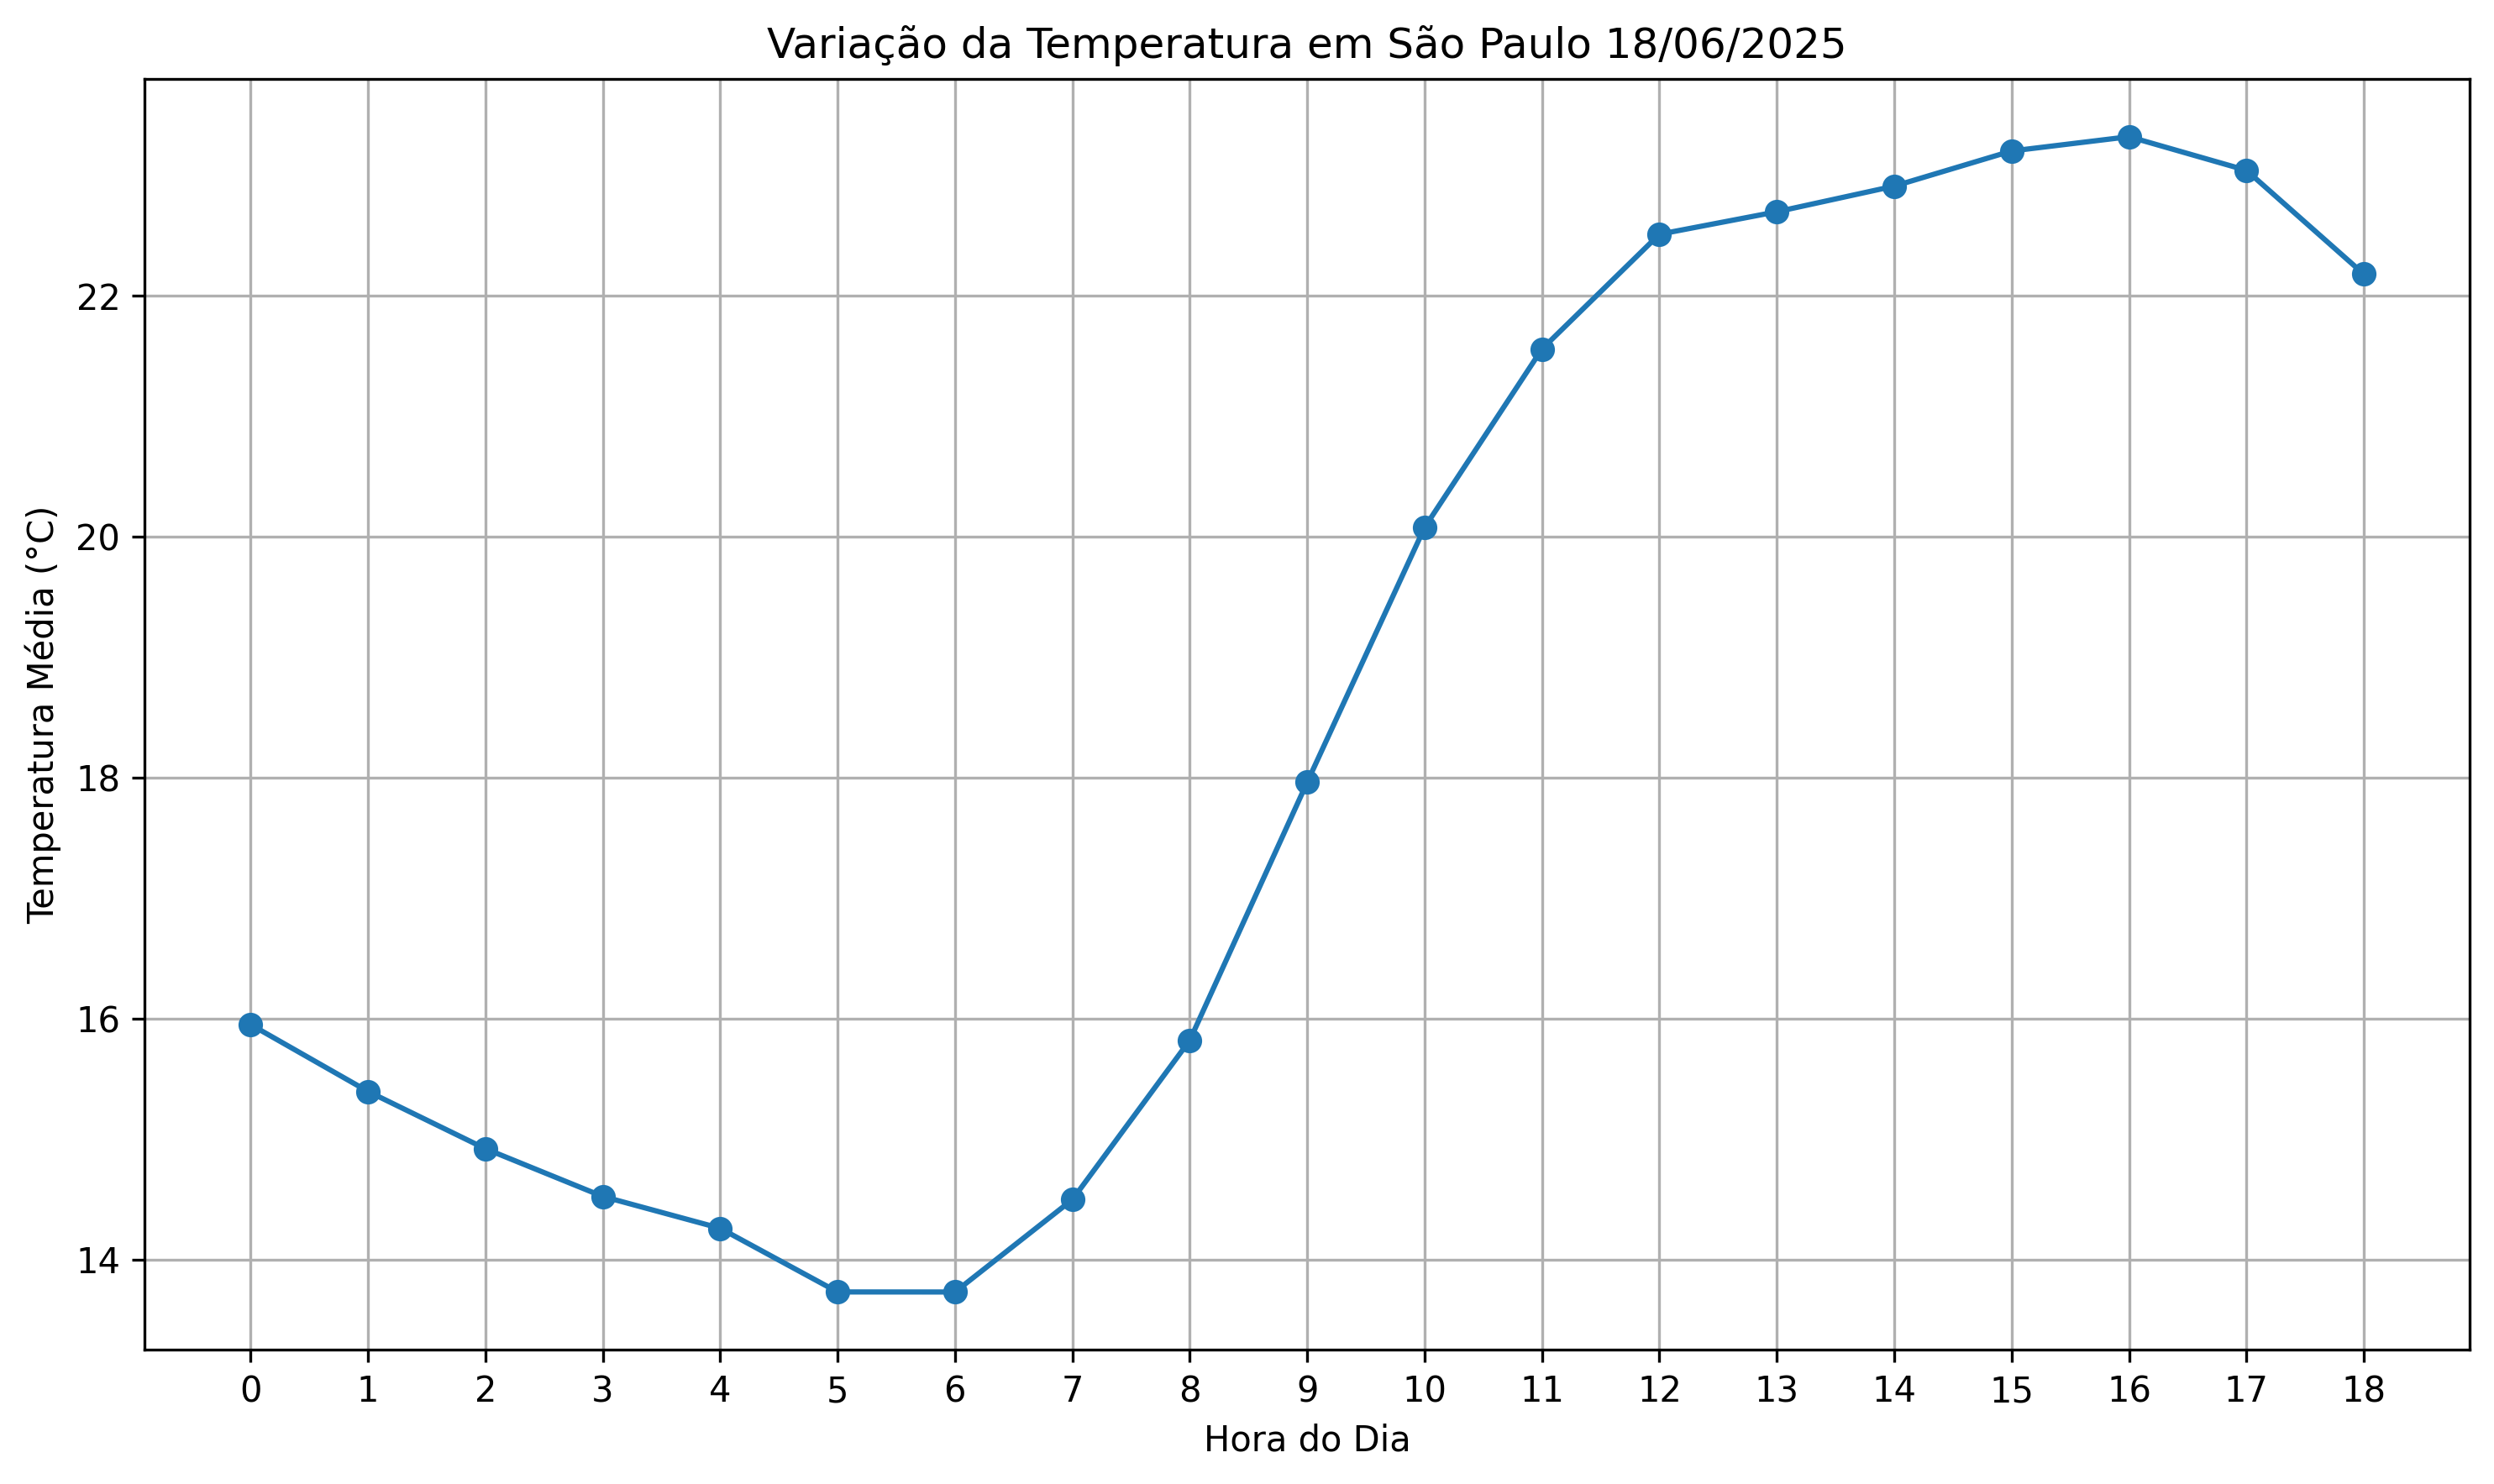 Variação da Temperatura em São Paulo 18/06/2025
Temperatura Média (°C)
22
20
18
16
14
0 1 2 3 4 5 6 7 8 9 10 11 12 13 14 15 16 17 18
Hora do Dia